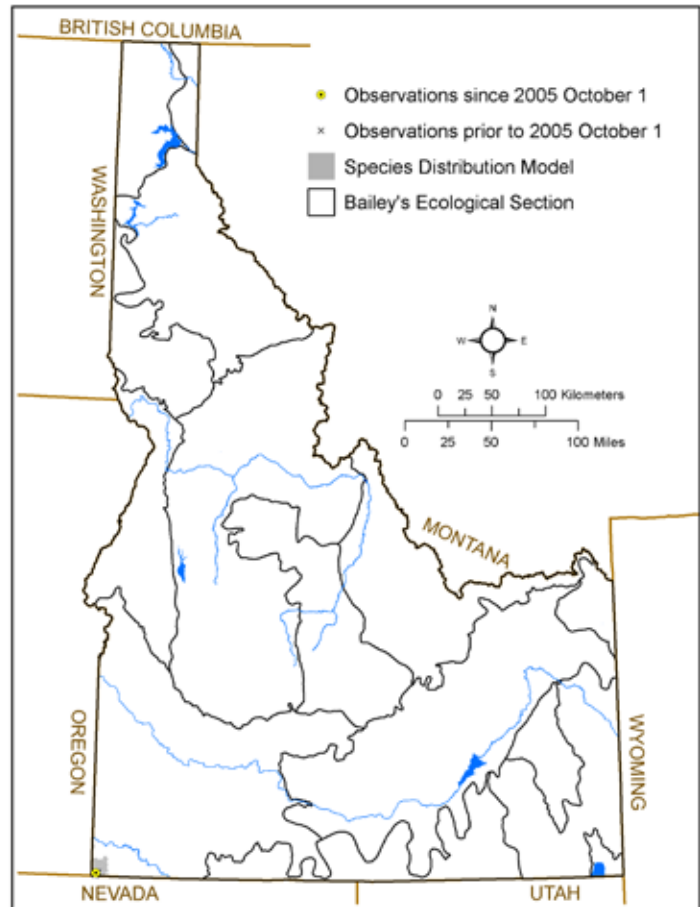 BRITISH COLUMBIA
Observations since 2005 October 1
Observations prior to 2005 October 1
Species Distribution Model
Bailey's Ecological Section
WASHINGTON
N
W E
S
0 25 50 100 Kilometers
0 25 50 100 Miles
MONTANA
OREGON
WYOMING
NEVADA UTAH